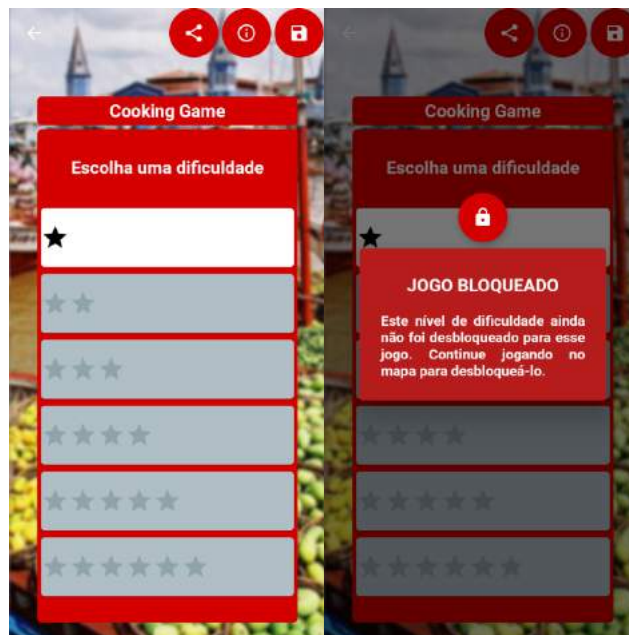 Cooking Game
Escolha uma dificuldade
Cooking Game
Escolha uma dificuldade
JOGO BLOQUEADO
Este nível de dificuldade ainda
não foi desbloqueado para esse
jogo. Continue jogando no
mapa para desbloqueá-lo.